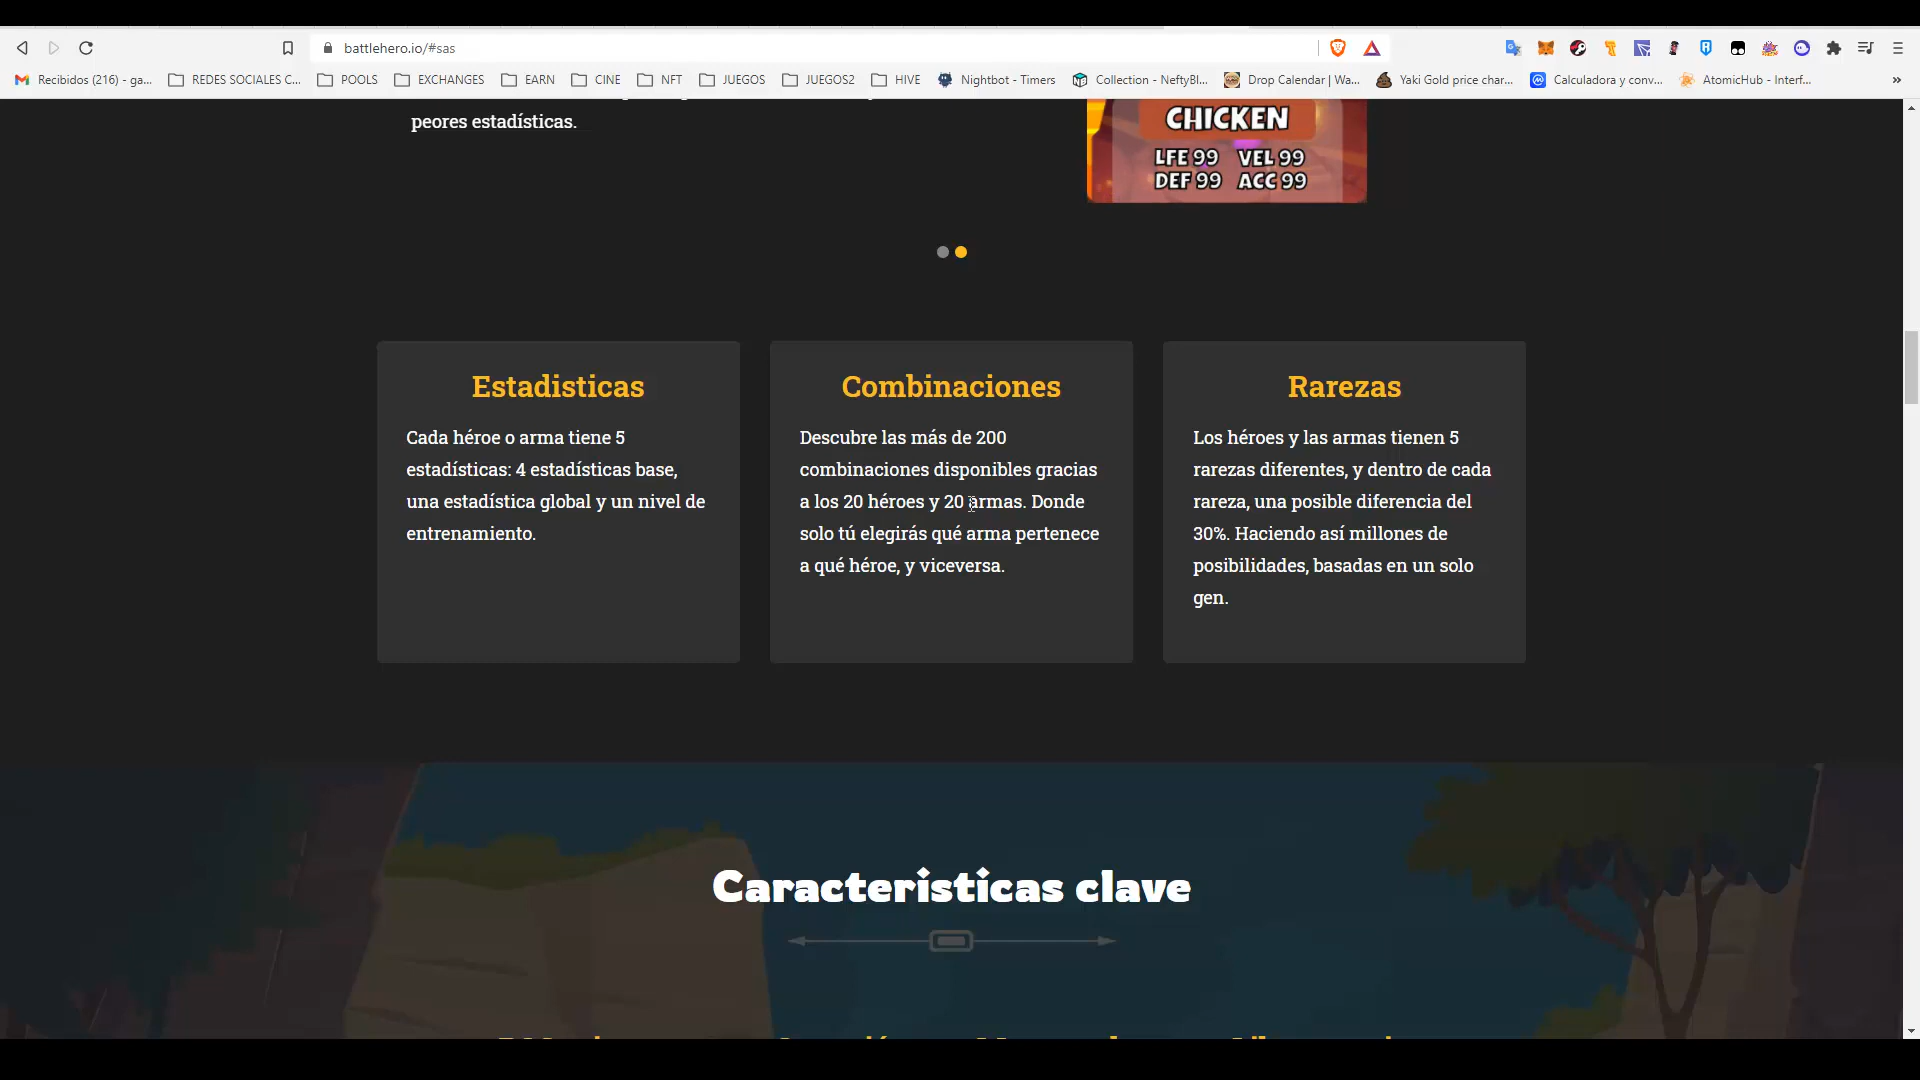 battlehero.io/#sas
Recibidos (216) - ga...
REDES SOCIALES C...
POOLS
EXCHANGES
EARN
CINE
NFT
JUEGOS
JUEGOS2
HIVE
Nightbot - Timers
Collection - NeftyBl...
Drop Calendar | Wa...
Yaki Gold price char...
Calculadora y conv...
AtomicHub - Interf...
»
peores estadísticas.
CHICKEN
LFE 99 VEL 99
DEF 99 ACC 99
Estadisticas
Cada héroe o arma tiene 5
estadísticas: 4 estadísticas base,
una estadística global y un nivel de
entrenamiento.
Combinaciones
Descubre las más de 200
combinaciones disponibles gracias
a los 20 héroes y 20 armas. Donde
solo tú elegirás qué arma pertenece
a qué héroe, y viceversa.
Rarezas
Los héroes y las armas tienen 5
rarezas diferentes, y dentro de cada
rareza, una posible diferencia del
30%. Haciendo así millones de
posibilidades, basadas en un solo
gen.
Caracteristicas clave